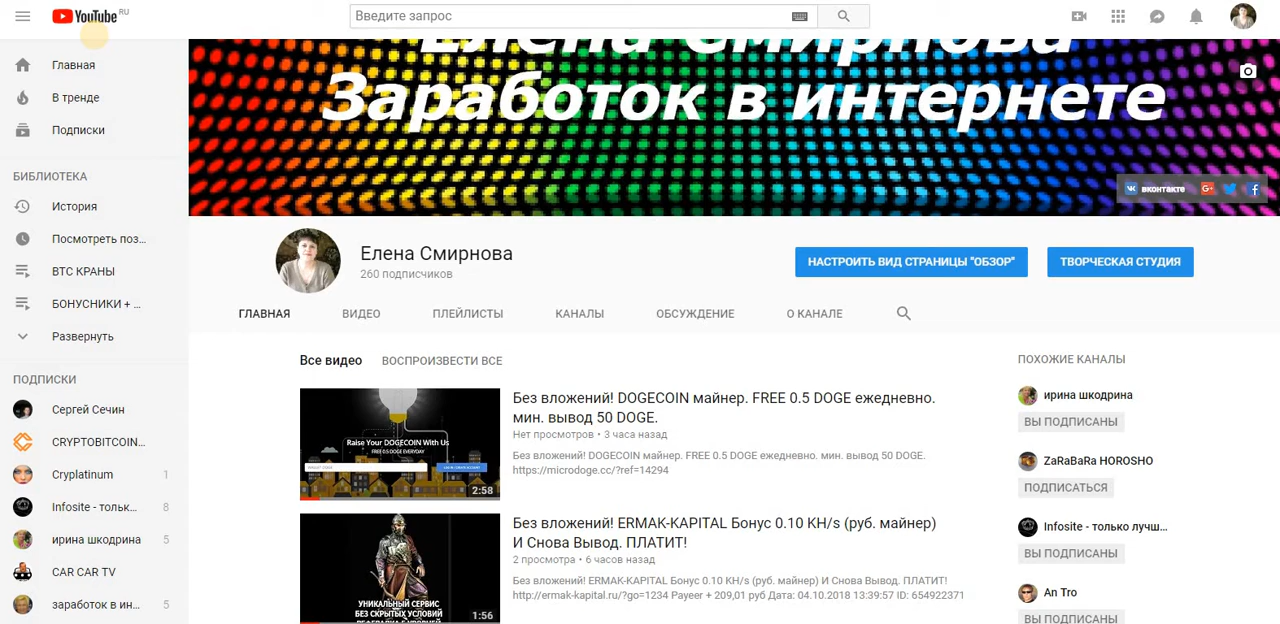 YouTube RU
Введите запрос
Главная
В тренде
Подписки
БИБЛИОТЕКА
История
Посмотреть поз...
BTC КРАНЫ
БОНУСНИКИ + ...
Развернуть
ПОДПИСКИ
Сергей Сечин
CRYPTOBITCOIN...
Cryplatinum 1
Infosite - тольк... 8
ирина шкодрина 5
CAR CAR TV
заработок в ин... 5
Елена Смирнова
Заработок в интернете
вконтакте
Елена Смирнова
260 подписчиков
НАСТРОИТЬ ВИД СТРАНИЦЫ "ОБЗОР"
ТВОРЧЕСКАЯ СТУДИЯ
ГЛАВНАЯ ВИДЕО ПЛЕЙЛИСТЫ КАНАЛЫ ОБСУЖДЕНИЕ О КАНАЛЕ
Все видео ВОСПРОИЗВЕСТИ ВСЕ
Raise Your DOGECOIN With Us
FREE 0.5 DOGE EVERYDAY
2:58
Без вложений! DOGECOIN майнер. FREE 0.5 DOGE ежедневно.
мин. вывод 50 DOGE.
Нет просмотров • 3 часа назад
Без вложений! DOGECOIN майнер. FREE 0.5 DOGE ежедневно. мин. вывод 50 DOGE.
https://microdoge.cc/?ref=14294
УНИКАЛЬНЫЙ СЕРВИС
БЕЗ СКРЫТЫХ УСЛОВИЙ
1:56
Без вложений! ERMAK-KAPITAL Бонус 0.10 KH/s (руб. майнер)
И Снова Вывод. ПЛАТИТ!
2 просмотра • 6 часов назад
Без вложений! ERMAK-KAPITAL Бонус 0.10 KH/s (руб. майнер) И Снова Вывод. ПЛАТИТ!
http://ermak-kapital.ru/?go=1234 Payeer + 209,01 руб Дата: 04.10.2018 13:39:57 ID: 654922371
ПОХОЖИЕ КАНАЛЫ
ирина шкодрина
ВЫ ПОДПИСАНЫ
ZaRaBaRa HOROSHO
ПОДПИСАТЬСЯ
Infosite - только лучш...
ВЫ ПОДПИСАНЫ
An Tro
ВЫ ПОДПИСАНЫ